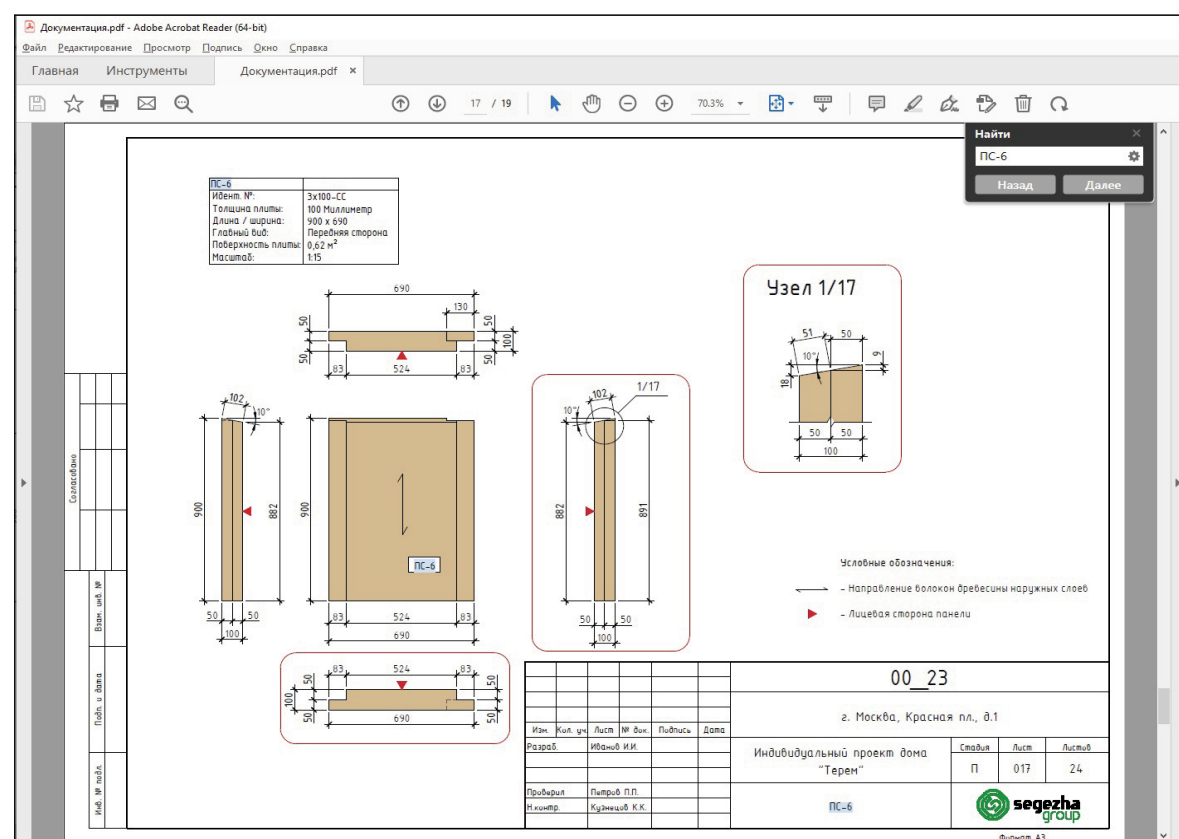 Документация.pdf - Adobe Acrobat Reader (64-bit)
Файл Редактирование Просмотр Подпись Окно Справка
Главная Инструменты Документация.pdf ×
17 / 19 70.3%
Найти
ПС-6
Назад Далее
ПС-6
Идент. №: 3х100-СС
Толщина плиты: 100 Миллиметр
Длина / ширина: 900 х 690
Главный вид: Передняя сторона
Поверхность плиты: 0,62 м²
Масштаб: 1:15
690
130
50 50
100
50 50
83 524 83
Узел 1/17
51 50
10°
9
18
50 50
100
102
10°
900
882
50 50
100
900
ПС-6
83 524 83
690
1/17
102
10°
882
891
50 50
100
83 524 83
50 50
100
50 50
690
Условные обозначения:
- Направление волокон древесины наружных слоев
- Лицевая сторона панели
Согласовано
Взам. инв. №
Подп. и дата
Инв. № подл.
00__23
г. Москва, Красная пл., д.1
Изм. Кол. уч. Лист № док. Подпись Дата
Разраб. Иванов И.И.
Индивидуальный проект дома
"Терем"
Стадия Лист Листов
П 017 24
Проверил Петров П.П.
Н.контр. Кузнецов К.К.
ПС-6
segezha
group
Формат А3